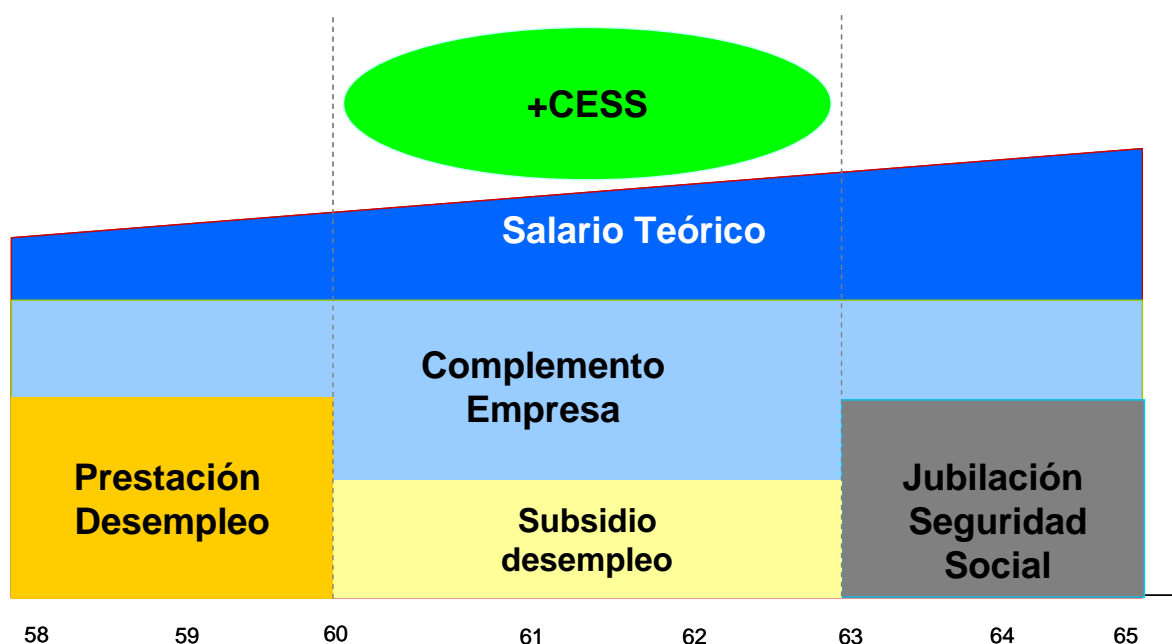 +CESS
Salario Teórico
Complemento
Empresa
Prestación
Desempleo
Subsidio
desempleo
Jubilación
Seguridad
Social
58 59 60 61 62 63 64 65